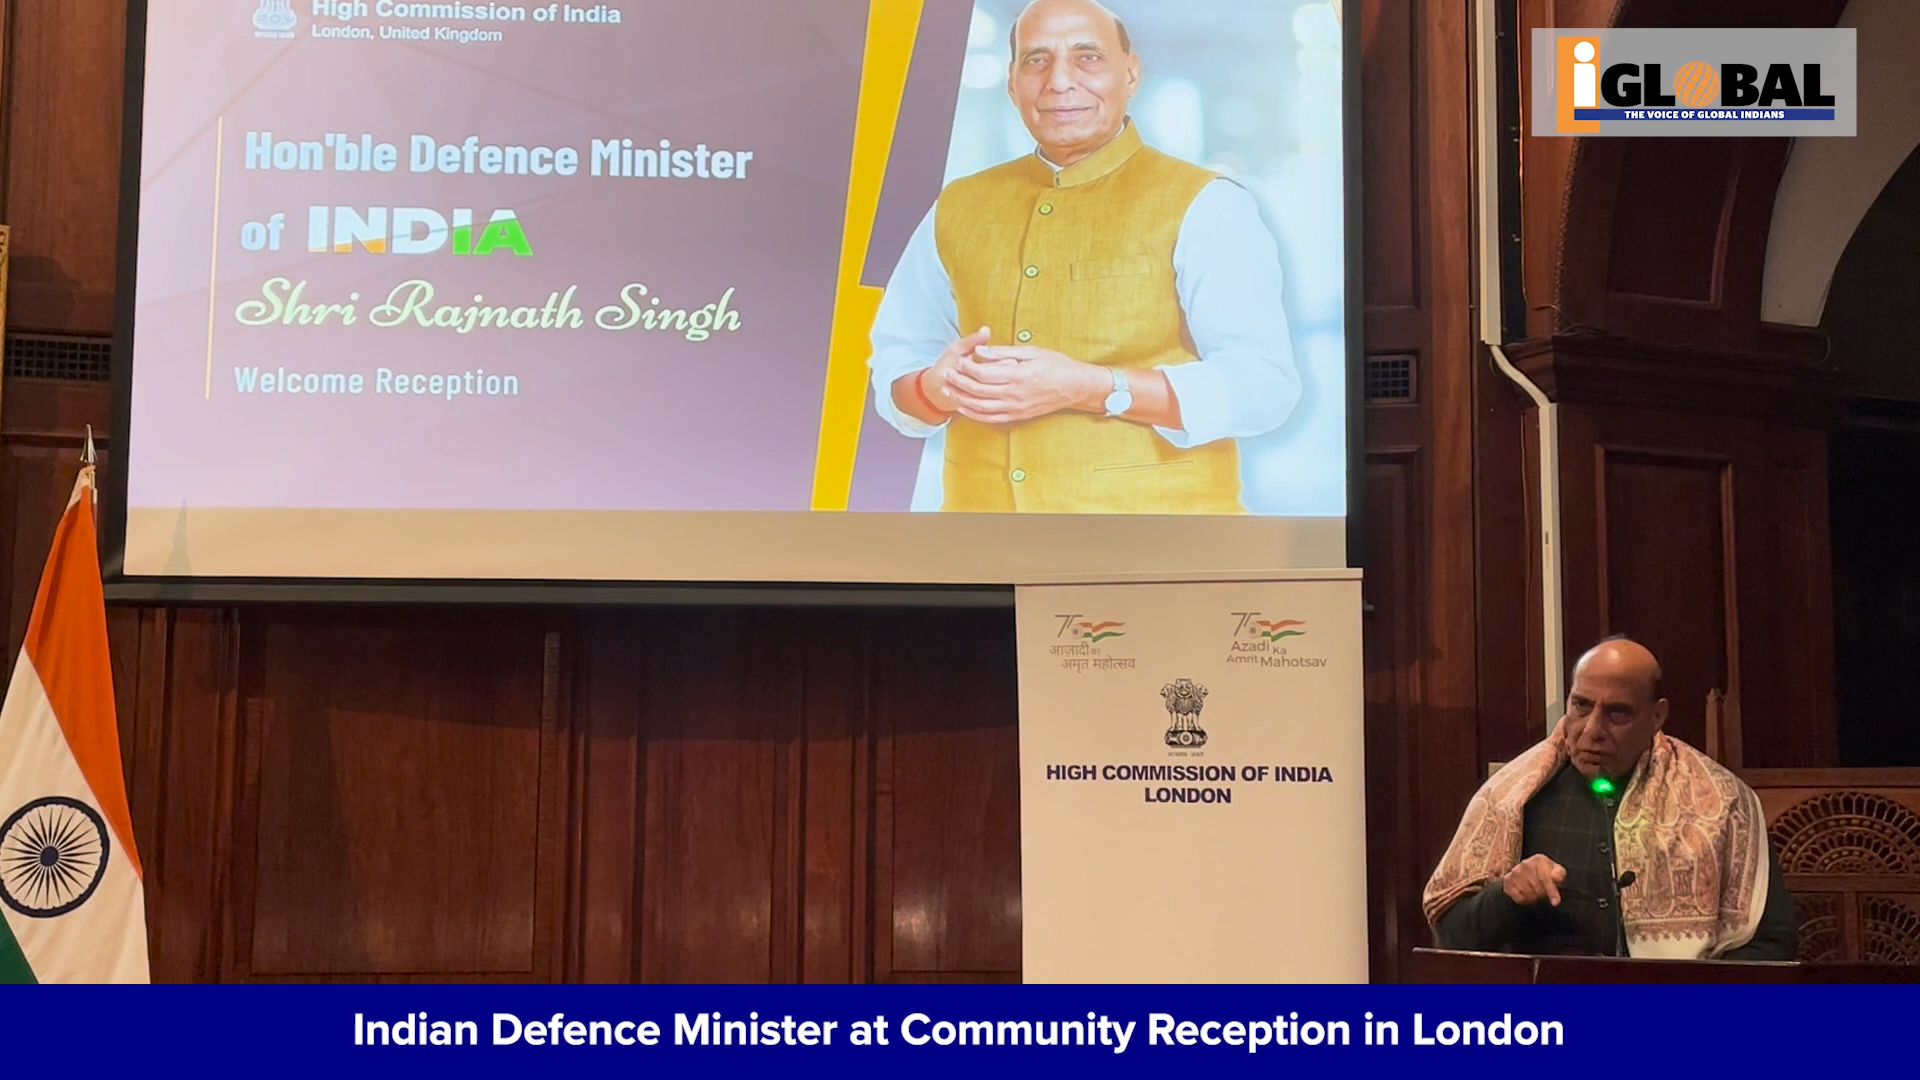 High Commission of India
London, United Kingdom
Hon'ble Defence Minister
of INDIA
Shri Rajnath Singh
Welcome Reception
iGLOBAL
THE VOICE OF GLOBAL INDIANS
75
आज़ादी का
अमृत महोत्सव
75
Azadi Ka
Amrit Mahotsav
HIGH COMMISSION OF INDIA
LONDON
Indian Defence Minister at Community Reception in London